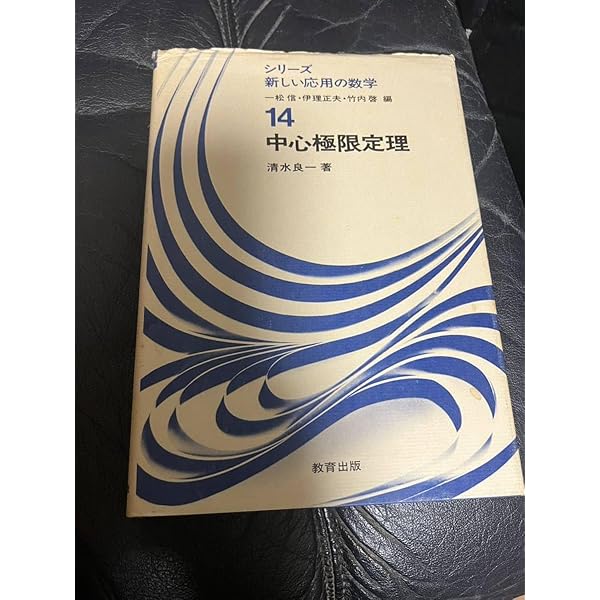 シリーズ
新しい応用の数学
一松 信・伊理正夫・竹内 啓 編
14
中心極限定理
清水良一 著
教育出版